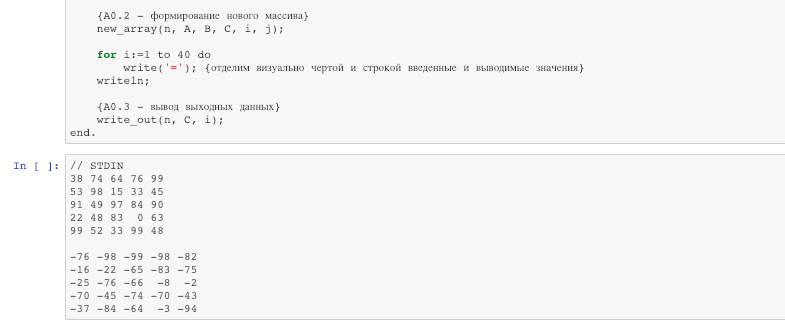 {A0.2 - формирование нового массива}
new_array(n, A, B, C, i, j);
for i:=1 to 40 do
write('='); {отделим визуально чертой и строкой введенные и выводимые значения}
writeln;
{A0.3 - вывод выходных данных}
write_out(n, C, i);
end.
In [ ]: // STDIN
38 74 64 76 99
53 98 15 33 45
91 49 97 84 90
22 48 83  0 63
99 52 33 99 48
-76 -98 -99 -98 -82
-16 -22 -65 -83 -75
-25 -76 -66  -8  -2
-70 -45 -74 -70 -43
-37 -84 -64  -3 -94